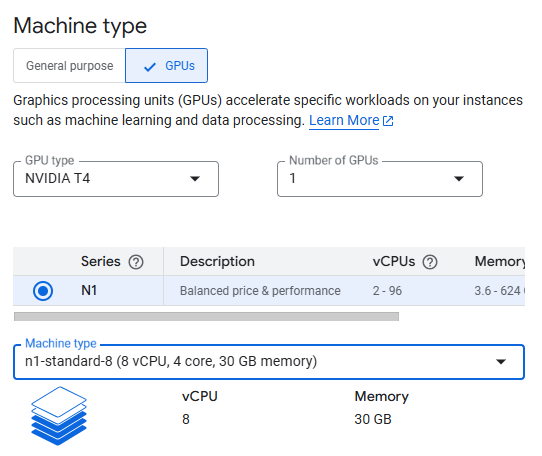 Machine type
General purpose
GPUs
Graphics processing units (GPUs) accelerate specific workloads on your instances
such as machine learning and data processing. Learn More
GPU type
NVIDIA T4
Number of GPUs
1
Series Description vCPUs Memory
N1 Balanced price & performance 2 - 96 3.6 - 624
Machine type
n1-standard-8 (8 vCPU, 4 core, 30 GB memory)
vCPU Memory
8 30 GB